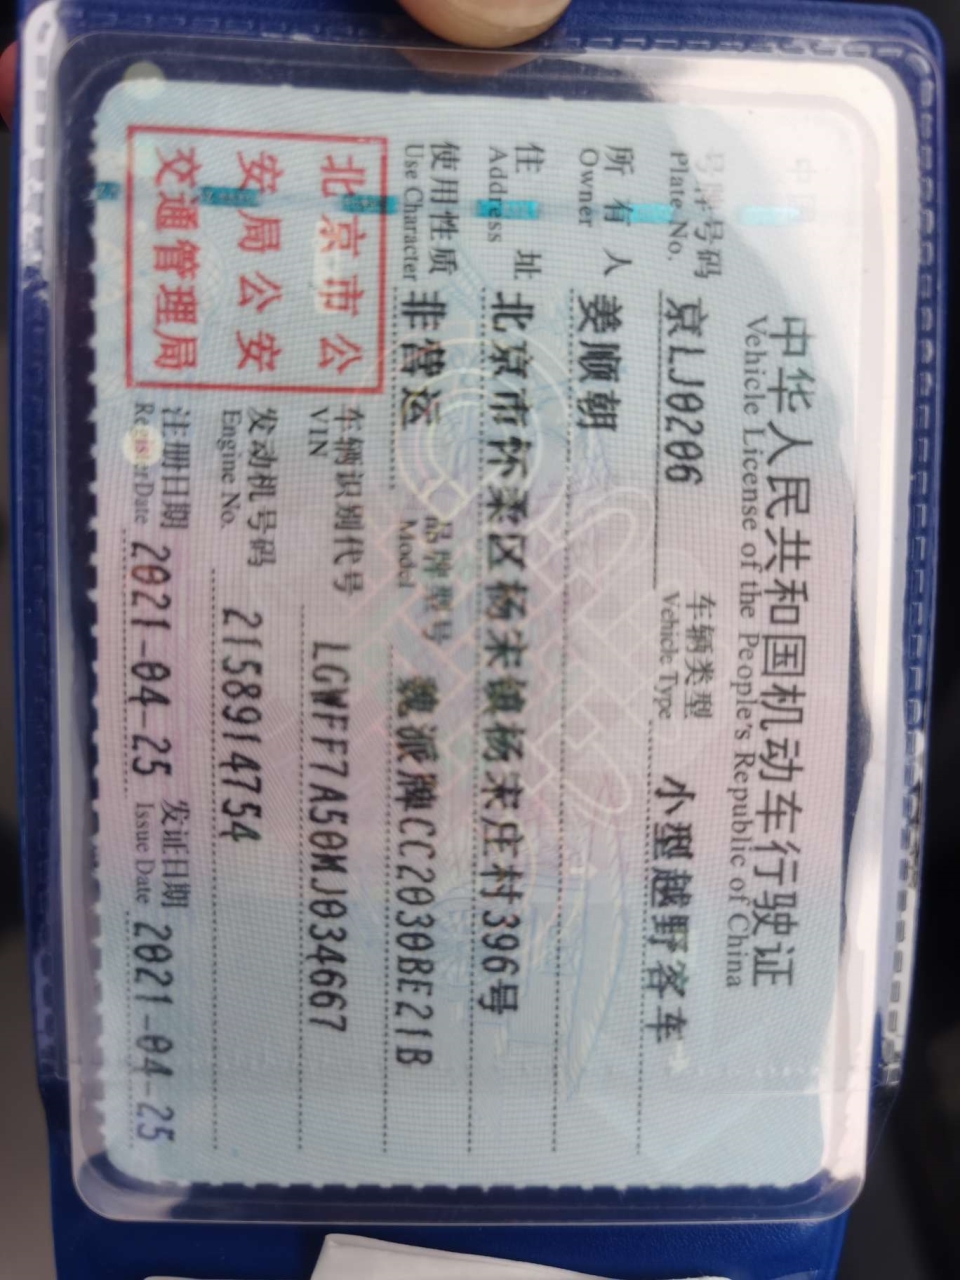 中华人民共和国机动车行驶证
Vehicle License of the People's Republic of China
号牌号码 京LJ0206 车辆类型 小型越野客车
Plate No. Vehicle Type
所有人 姜顺朝
Owner
住址 北京市怀柔区杨宋镇杨宋庄村396号
Address
使用性质 非营运 品牌型号 魏派牌CC2030BE21B
Use Character Model
北京市公
安局公安
交通管理局
车辆识别代号 LGWFF7A50MJ034667
VIN
发动机号码 2158914754
Engine No.
注册日期 2021-04-25 发证日期 2021-04-25
Register Date Issue Date